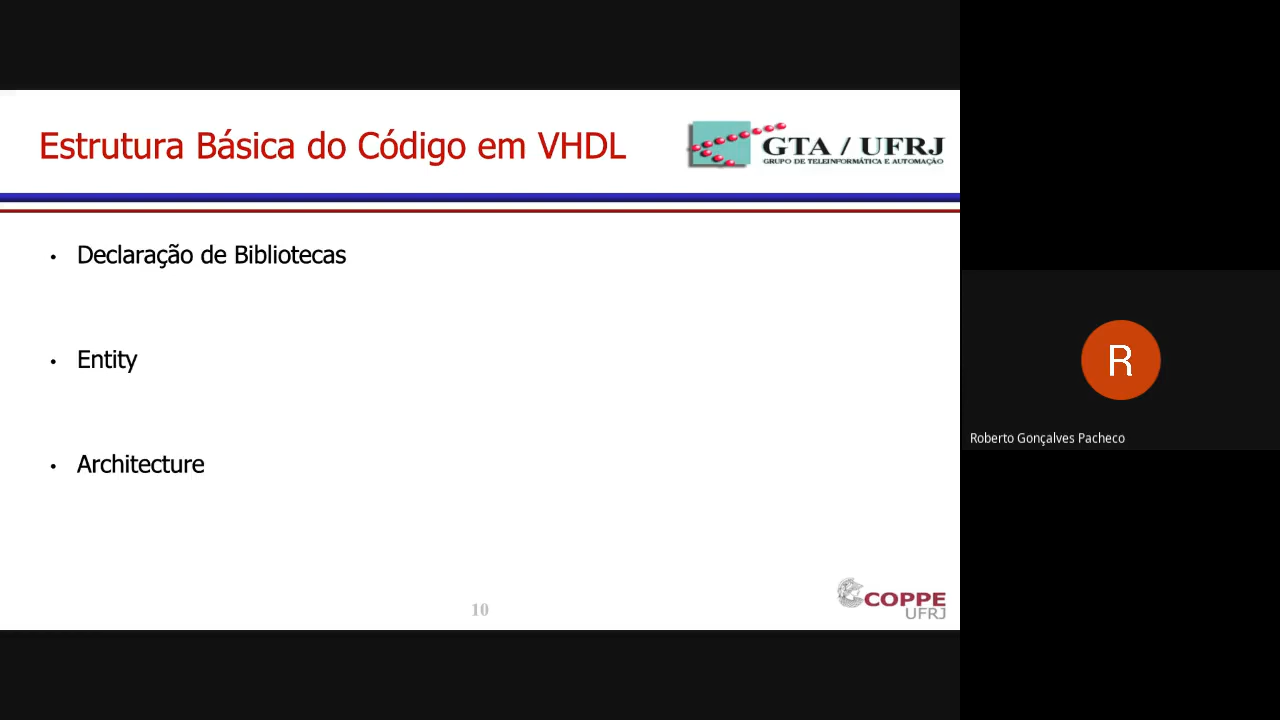 Estrutura Básica do Código em VHDL
GTA / UFRJ
GRUPO DE TELEINFORMÁTICA E AUTOMAÇÃO
• Declaração de Bibliotecas
• Entity
• Architecture
10
COPPE
UFRJ
R
Roberto Gonçalves Pacheco